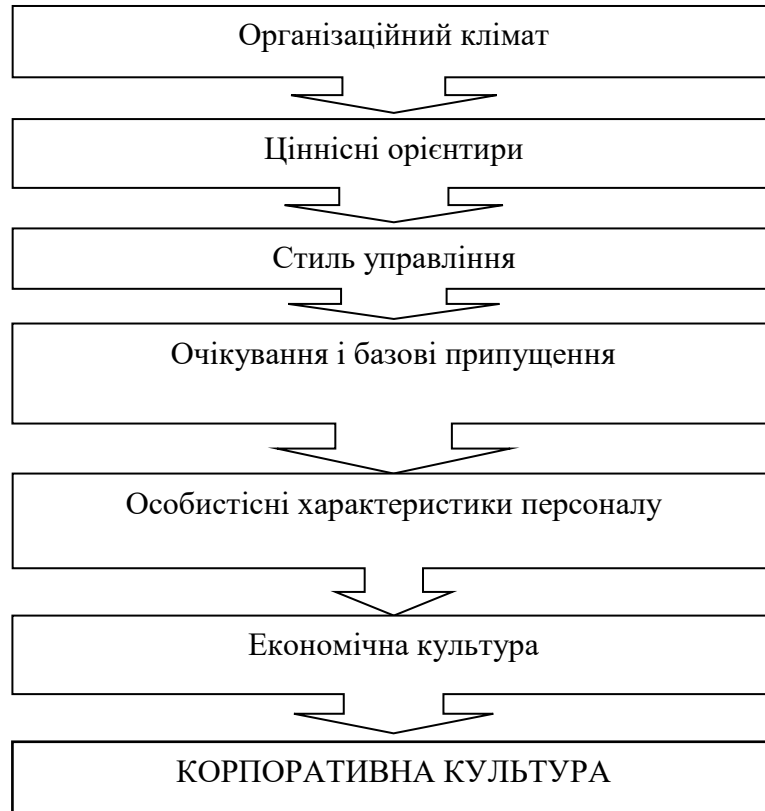 Організаційний клімат
Ціннісні орієнтири
Стиль управління
Очікування і базові припущення
Особистісні характеристики персоналу
Економічна культура
КОРПОРАТИВНА КУЛЬТУРА